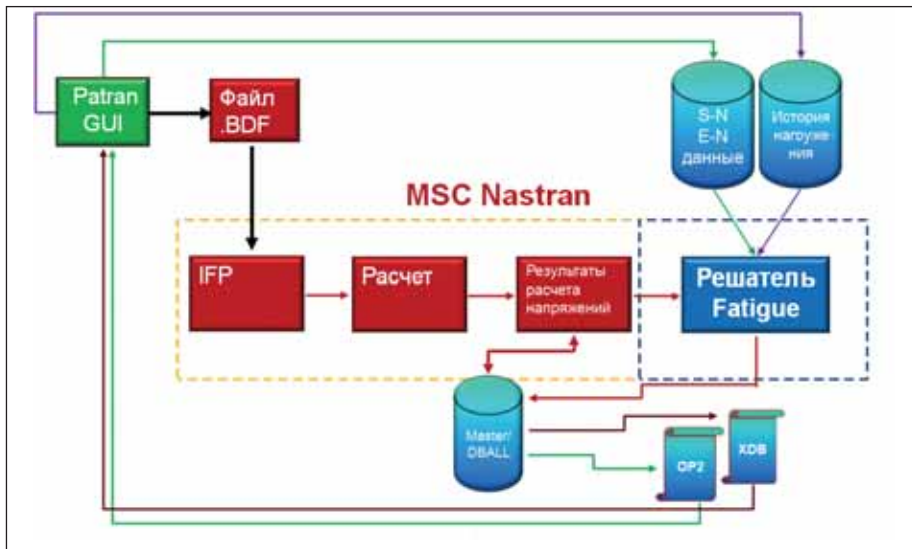 Patran
GUI
Файл
.BDF
S-N
E-N
данные
История
нагруже
ния
MSC Nastran
IFP
Расчет
Результаты
расчета
напряжений
Решатель
Fatigue
Master/
DBALL
OP2
XDB